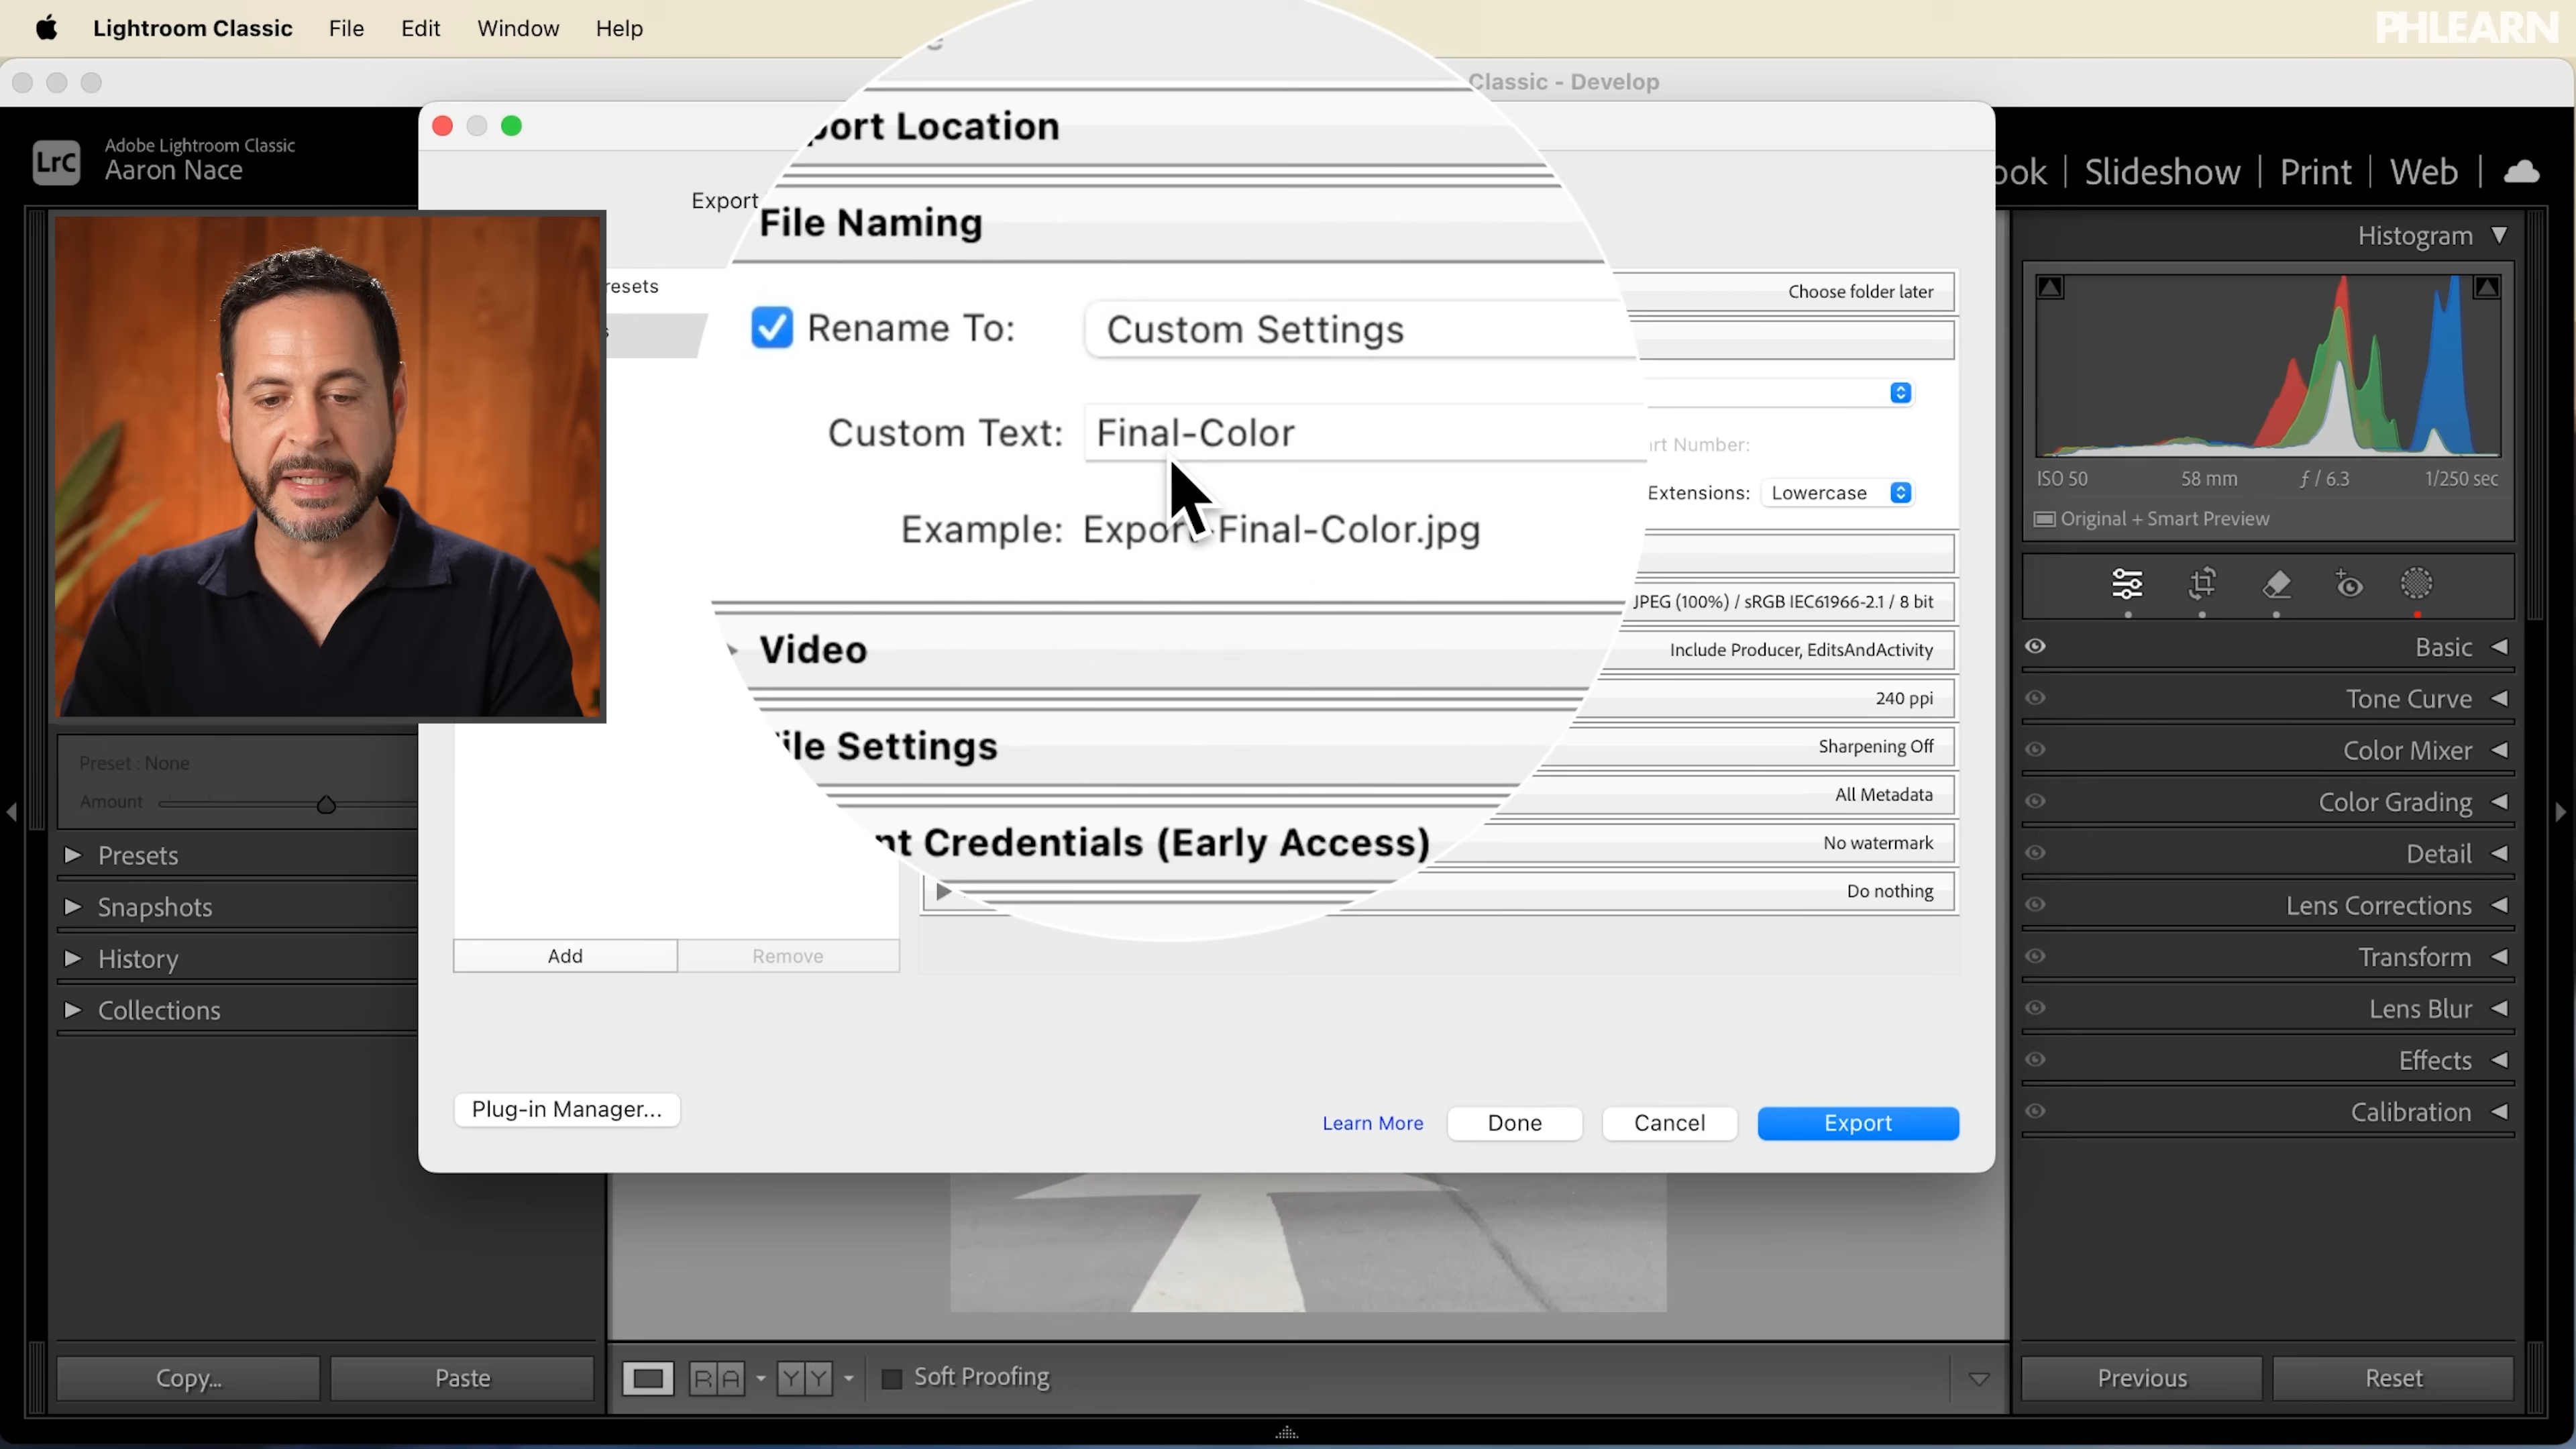 Lightroom Classic File Edit Window Help
PHLEARN
Classic - Develop
LrC
Adobe Lightroom Classic
Aaron Nace
Slideshow | Print | Web
Export
port Location
File Naming
Rename To: Custom Settings
Custom Text: Final-Color
Example: Export-Final-Color.jpg
Video
File Settings
nt Credentials (Early Access)
resets
Choose folder later
rt Number:
Extensions: Lowercase
JPEG (100%) / sRGB IEC61966-2.1 / 8 bit
Include Producer, EditsAndActivity
240 ppi
Sharpening Off
All Metadata
No watermark
Do nothing
Add Remove
Plug-in Manager...
Learn More Done Cancel Export
Preset : None
Amount
Presets
Snapshots
History
Collections
Copy... Paste
RA YY Soft Proofing
Histogram
ISO 50 58 mm ƒ / 6.3 1/250 sec
Original + Smart Preview
Basic
Tone Curve
Color Mixer
Color Grading
Detail
Lens Corrections
Transform
Lens Blur
Effects
Calibration
Previous Reset